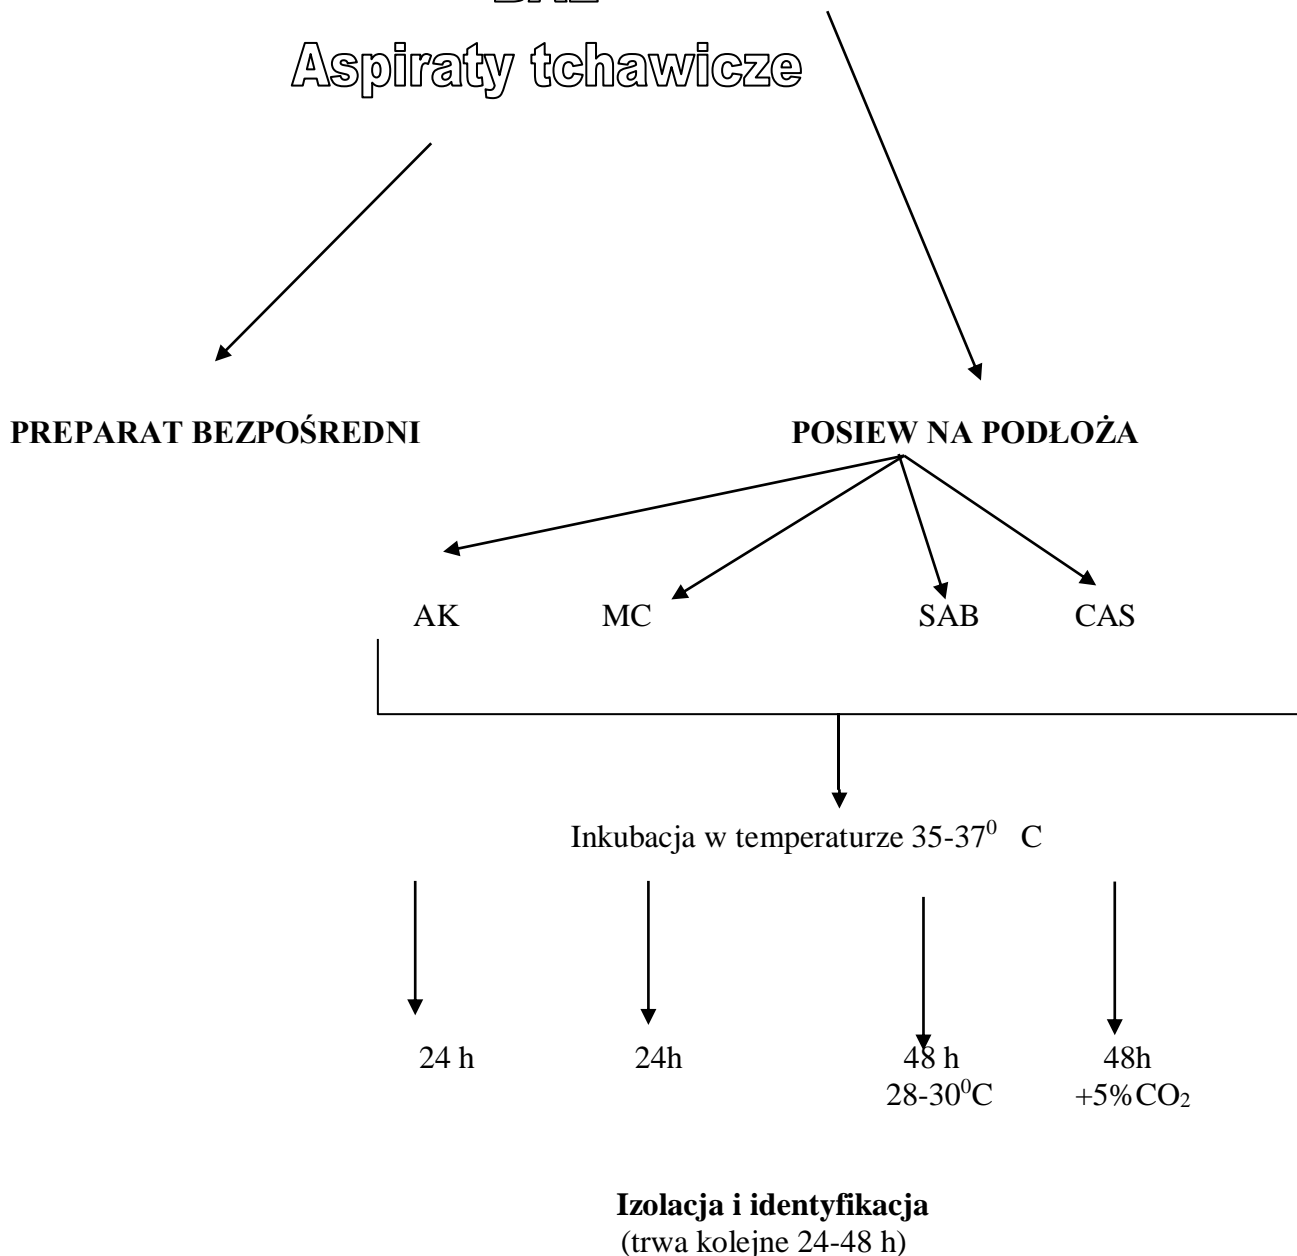 Aspiraty tchawicze
PREPARAT BEZPOŚREDNI
POSIEW NA PODŁOŻA
AK MC SAB CAS
Inkubacja w temperaturze 35-37⁰ C
24 h 24h 48 h 48h
28-30⁰C +5%CO₂
Izolacja i identyfikacja
(trwa kolejne 24-48 h)